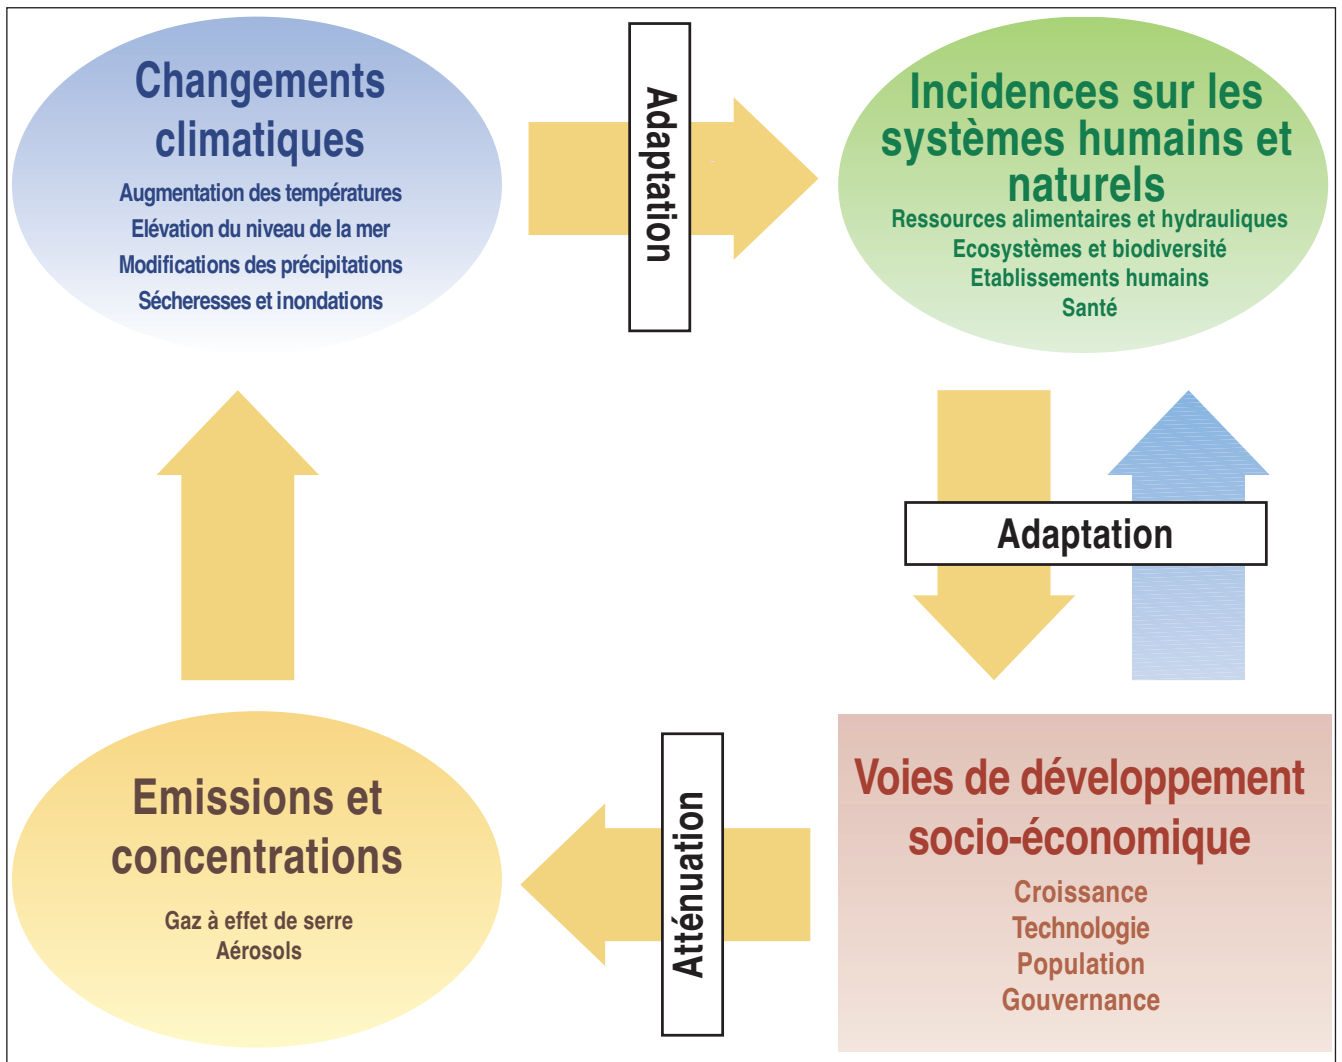 Changements
climatiques
Augmentation des températures
Elévation du niveau de la mer
Modifications des précipitations
Sécheresses et inondations
Adaptation
Incidences sur les
systèmes humains et
naturels
Ressources alimentaires et hydrauliques
Ecosystèmes et biodiversité
Etablissements humains
Santé
Adaptation
Emissions et
concentrations
Gaz à effet de serre
Aérosols
Atténuation
Voies de développement
socio-économique
Croissance
Technologie
Population
Gouvernance